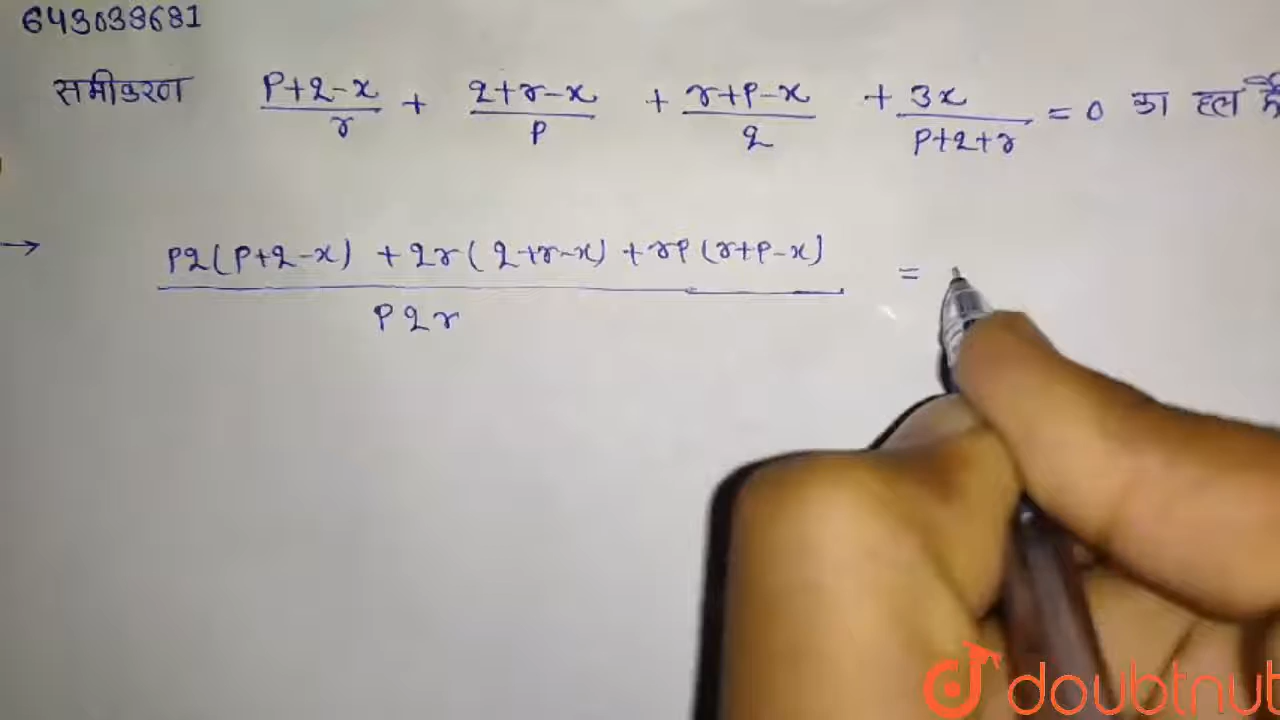 643038681
समीकरण (p+q-x)/r + (q+r-x)/p + (r+p-x)/q + 3x/(p+q+r) = 0 का हल है
→ (pq(p+q-x) + qr(q+r-x) + rp(r+p-x))/(pqr) =
doubtnut